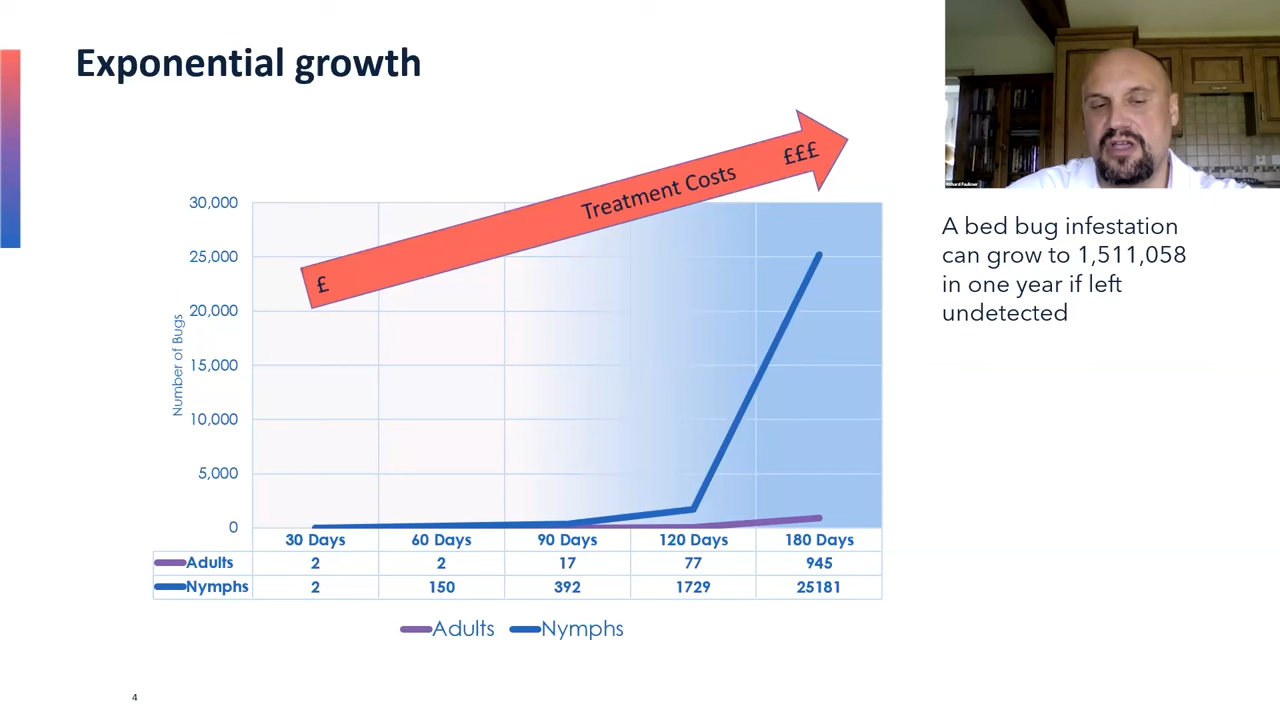 Exponential growth
£ Treatment Costs £££
Number of Bugs
30,000
25,000
20,000
15,000
10,000
5,000
0
30 Days 60 Days 90 Days 120 Days 180 Days
Adults 2 2 17 77 945
Nymphs 2 150 392 1729 25181
Adults Nymphs
Richard Faulkner
A bed bug infestation
can grow to 1,511,058
in one year if left
undetected
4